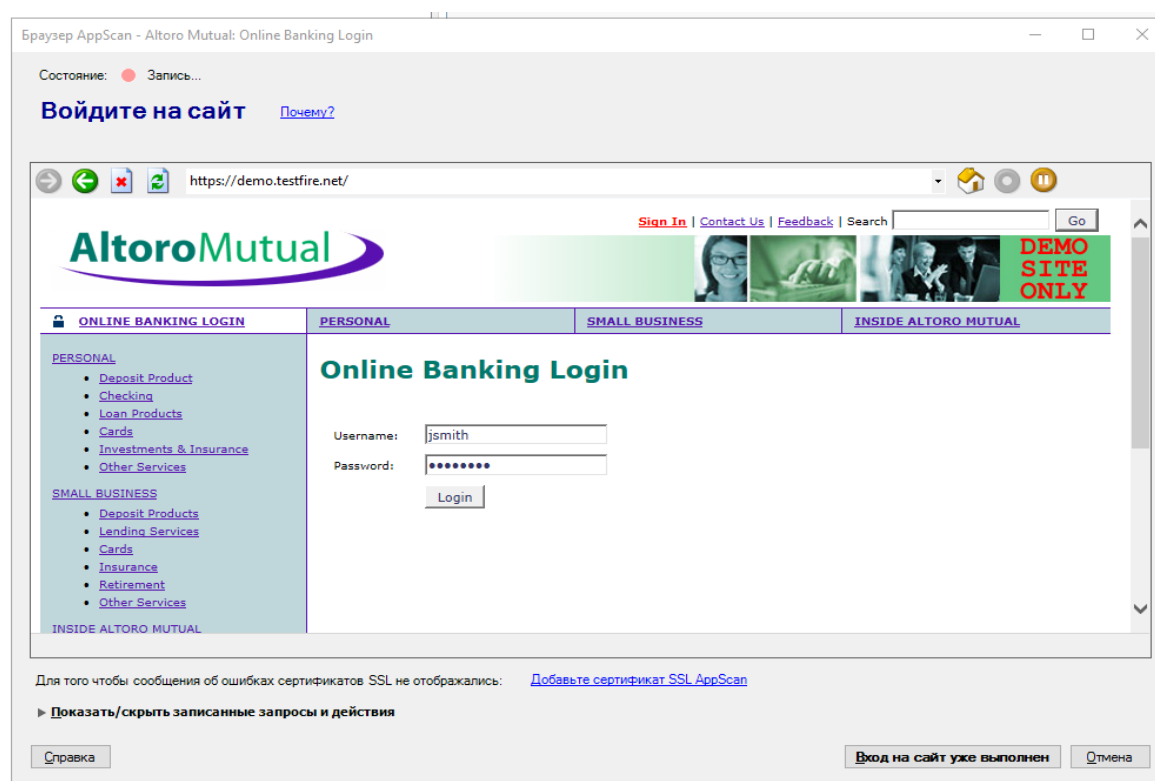 Браузер AppScan - Altoro Mutual: Online Banking Login
Состояние: Запись...
Войдите на сайт Почему?
https://demo.testfire.net/
Sign In | Contact Us | Feedback | Search Go
AltoroMutual
DEMO
SITE
ONLY
ONLINE BANKING LOGIN PERSONAL SMALL BUSINESS INSIDE ALTORO MUTUAL
PERSONAL
• Deposit Product
• Checking
• Loan Products
• Cards
• Investments & Insurance
• Other Services
SMALL BUSINESS
• Deposit Products
• Lending Services
• Cards
• Insurance
• Retirement
• Other Services
INSIDE ALTORO MUTUAL
Online Banking Login
Username: jsmith
Password: ••••••••
Login
Для того чтобы сообщения об ошибках сертификатов SSL не отображались: Добавьте сертификат SSL AppScan
Показать/скрыть записанные запросы и действия
Справка Вход на сайт уже выполнен Отмена